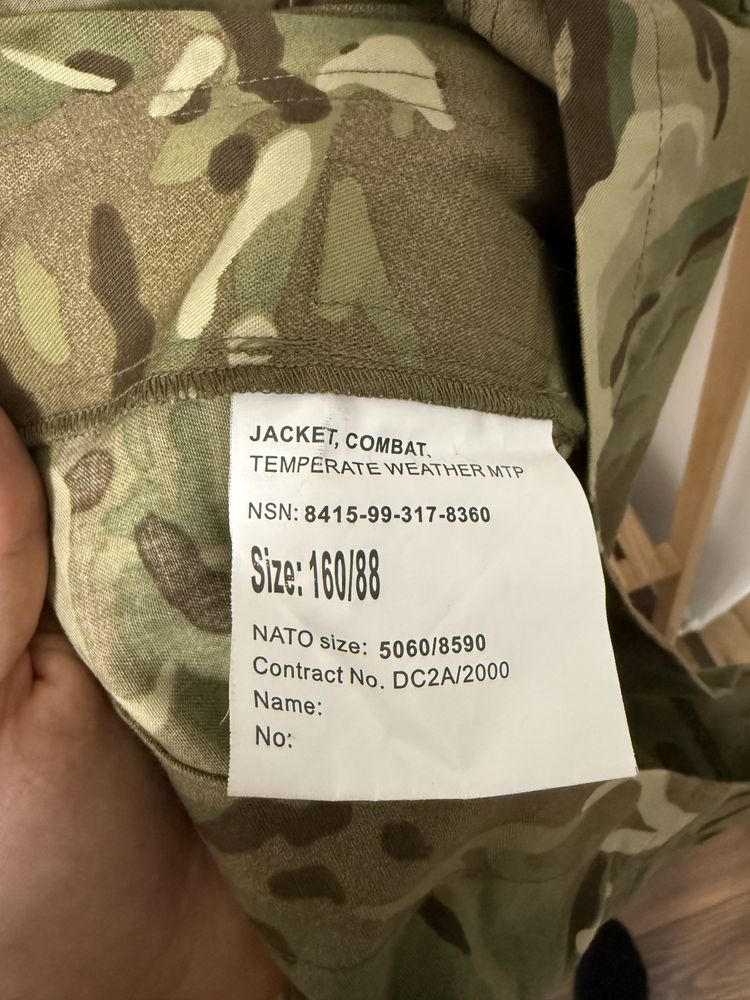 JACKET, COMBAT,
TEMPERATE WEATHER MTP
NSN: 8415-99-317-8360
Size: 160/88
NATO size: 5060/8590
Contract No. DC2A/2000
Name:
No: